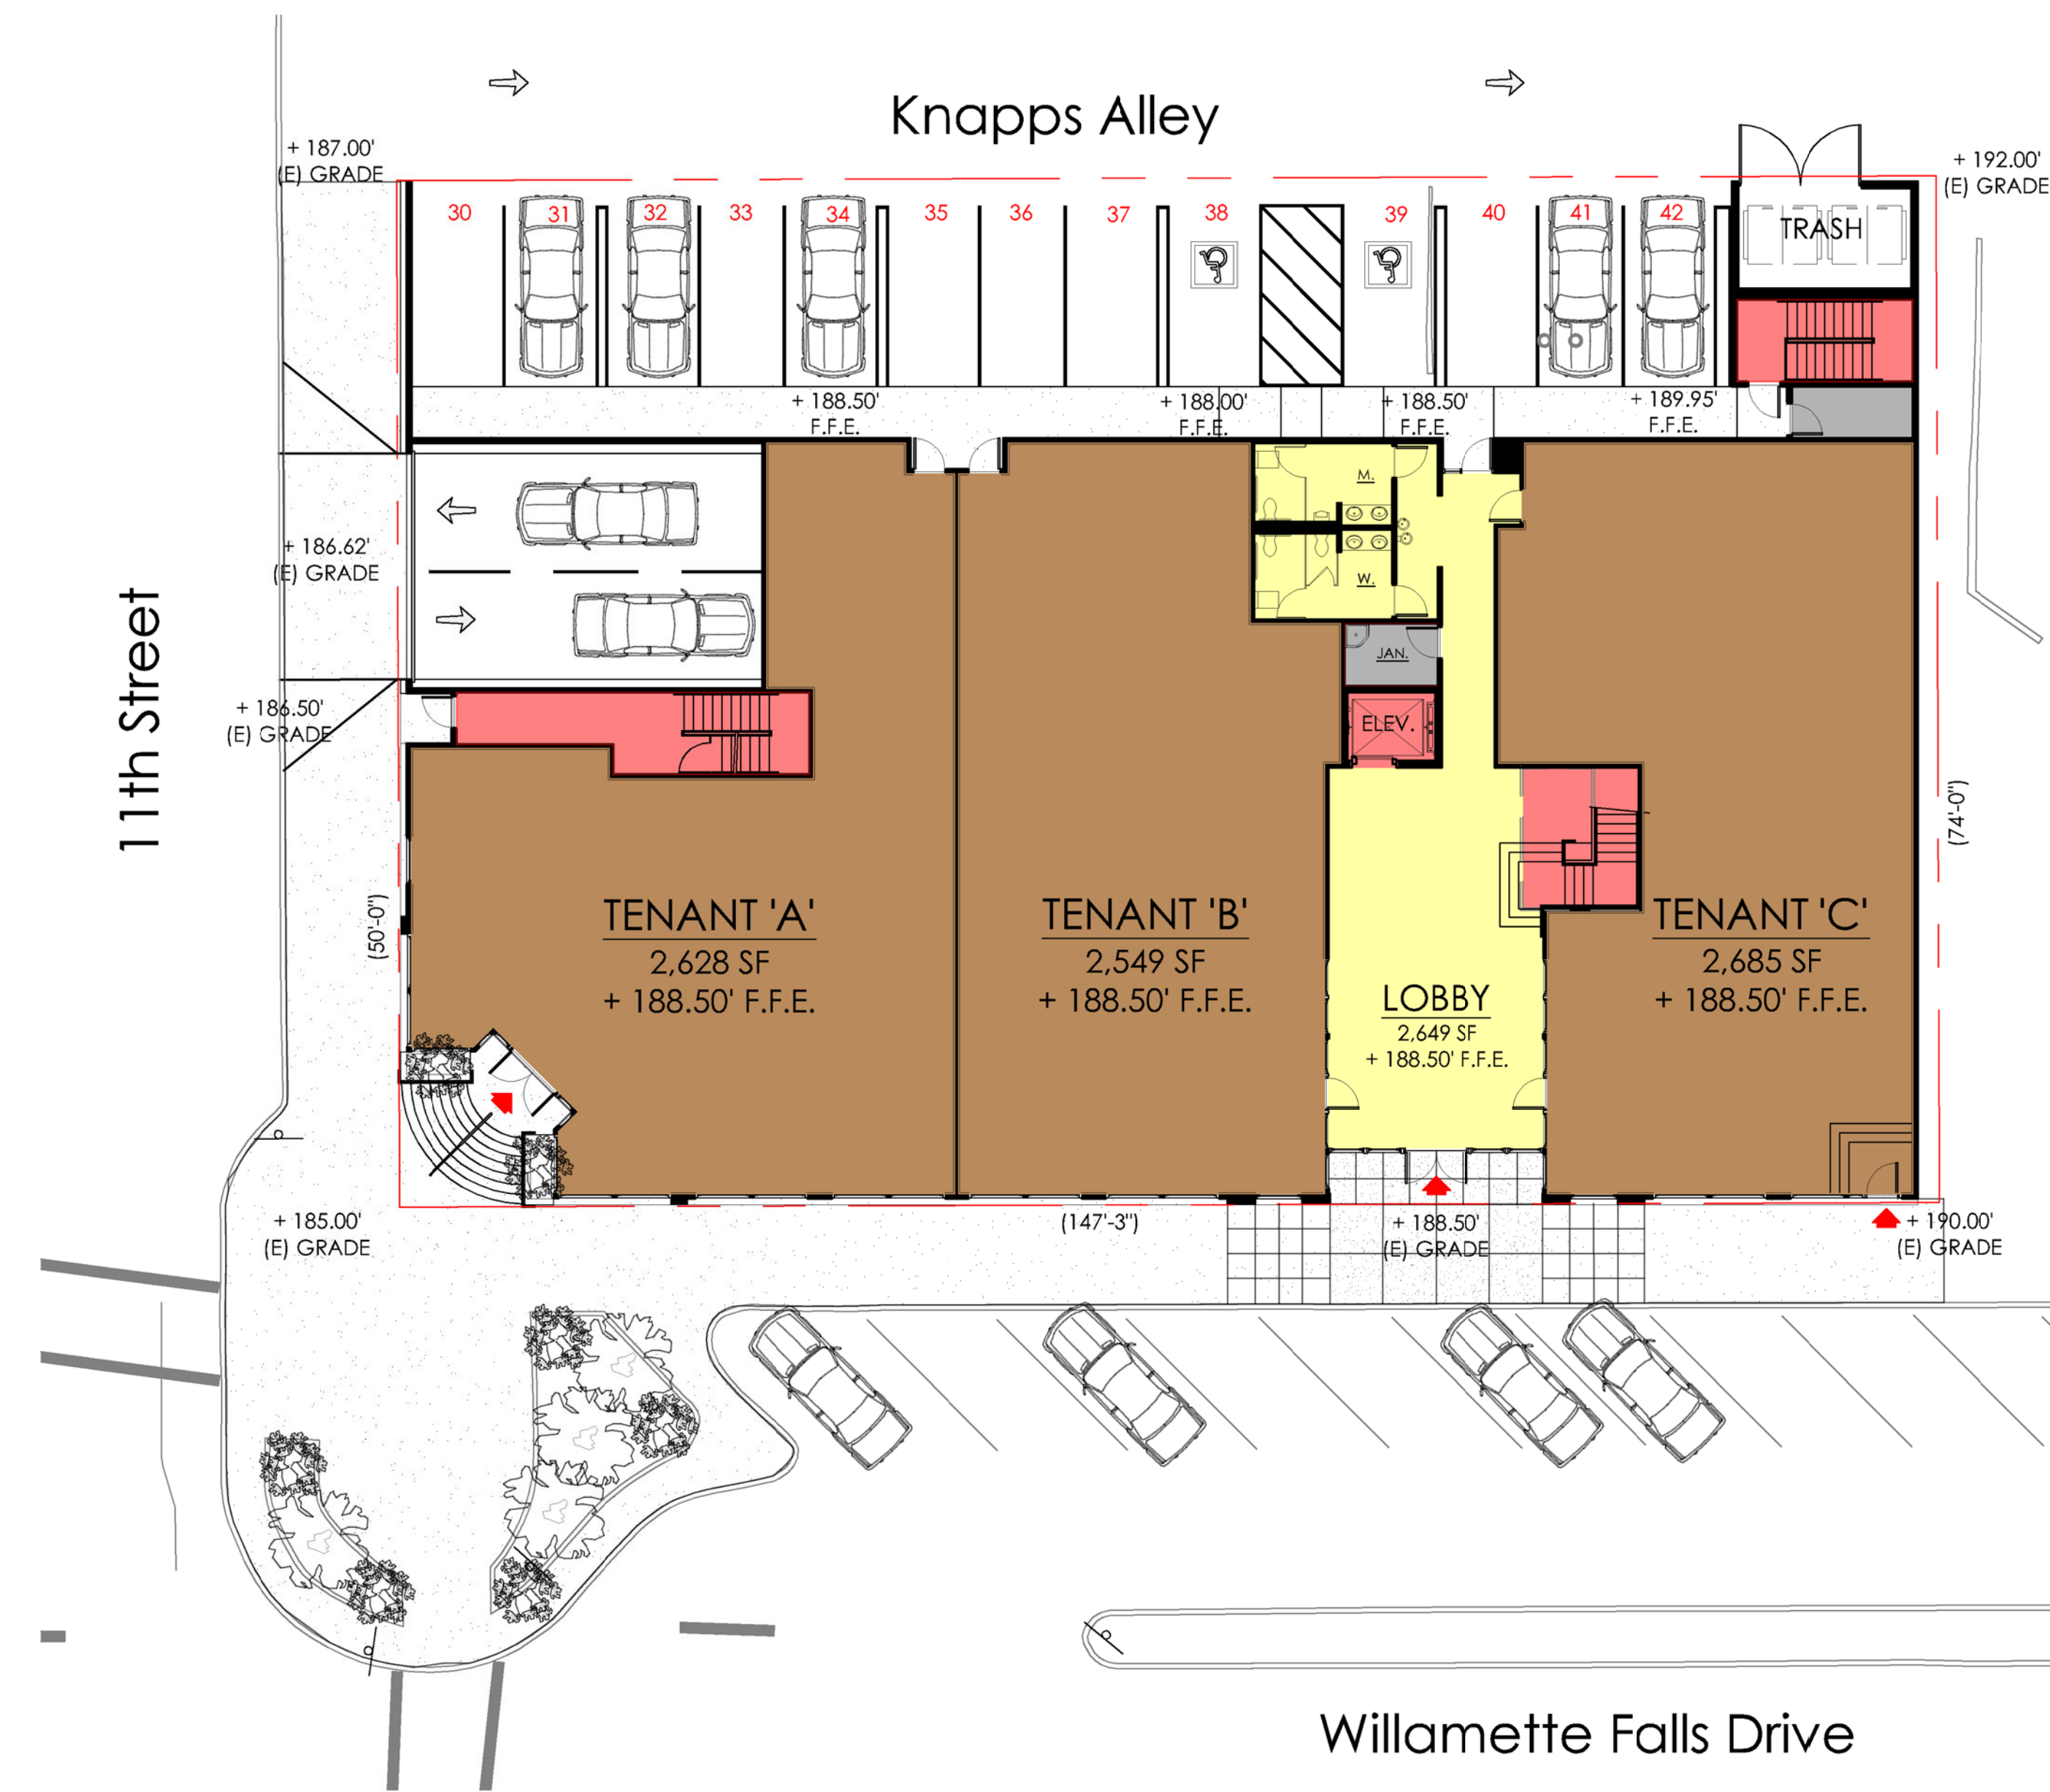 Knapps Alley
+ 187.00'
(E) GRADE
+ 192.00'
(E) GRADE
30 31 32 33 34 35 36 37 38 39 40 41 42
TRASH
+ 188.50'
F.F.E.
+ 188.00'
F.F.E.
+ 188.50'
F.F.E.
+ 189.95'
F.F.E.
M.
+ 186.62'
(E) GRADE
W.
11th Street
JAN.
+ 186.50'
(E) GRADE
ELEV.
(74'-0")
(50'-0")
TENANT 'A'
2,628 SF
+ 188.50' F.F.E.
TENANT 'B'
2,549 SF
+ 188.50' F.F.E.
LOBBY
2,649 SF
+ 188.50' F.F.E.
TENANT 'C'
2,685 SF
+ 188.50' F.F.E.
+ 185.00'
(E) GRADE
(147'-3")
+ 188.50'
(E) GRADE
+ 190.00'
(E) GRADE
Willamette Falls Drive